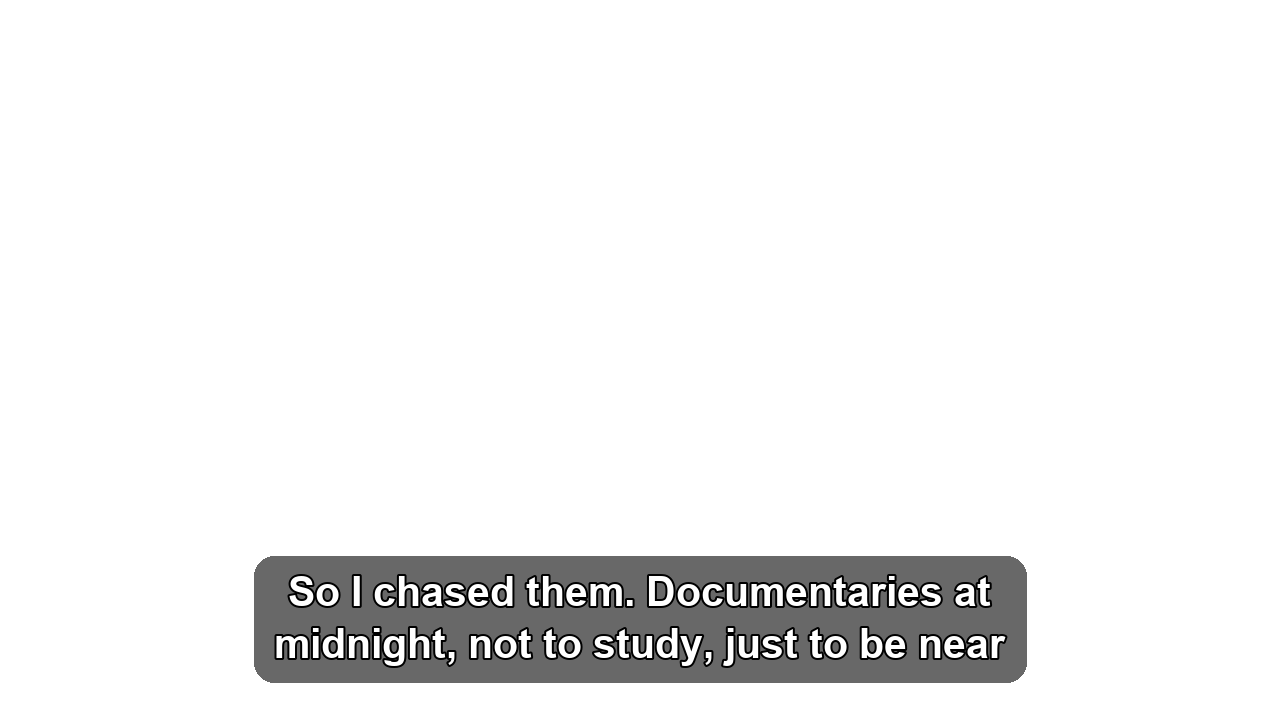 So I chased them. Documentaries at
midnight, not to study, just to be near